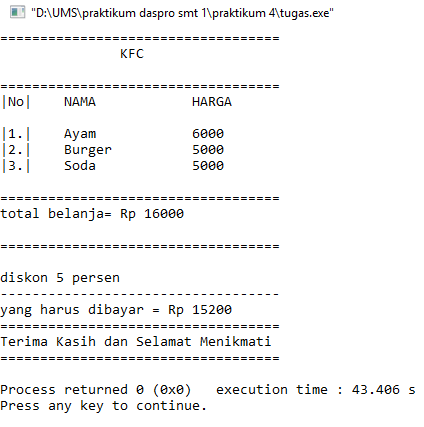 "D:\UMS\praktikum daspro smt 1\praktikum 4\tugas.exe"
===================================
KFC
===================================
|No|    NAMA            HARGA
|1.|    Ayam            6000
|2.|    Burger          5000
|3.|    Soda            5000
===================================
total belanja= Rp 16000
===================================
diskon 5 persen
-----------------------------------
yang harus dibayar = Rp 15200
===================================
Terima Kasih dan Selamat Menikmati
===================================
Process returned 0 (0x0)   execution time : 43.406 s
Press any key to continue.